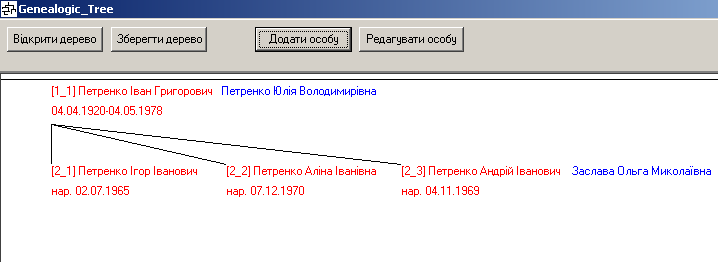 Genealogic_Tree
Відкрити дерево Зберегти дерево Додати особу Редагувати особу
[1_1] Петренко Іван Григорович Петренко Юлія Володимирівна
04.04.1920-04.05.1978
[2_1] Петренко Ігор Іванович [2_2] Петренко Аліна Іванівна [2_3] Петренко Андрій Іванович Заслава Ольга Миколаївна
нар. 02.07.1965 нар. 07.12.1970 нар. 04.11.1969